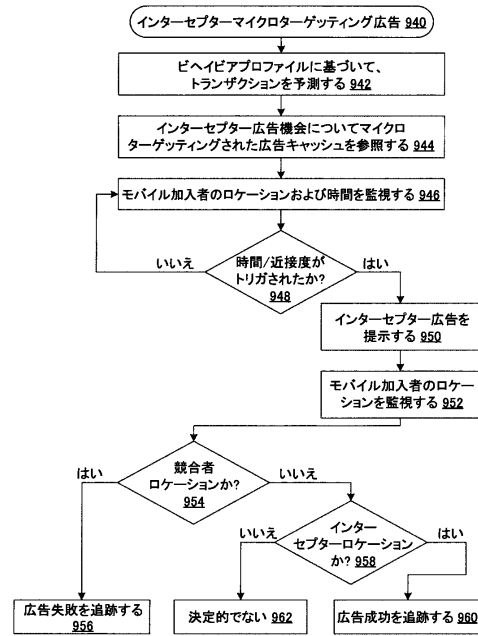 インターセプターマイクロターゲッティング広告 940
ビヘイビアプロファイルに基づいて、
トランザクションを予測する 942
インターセプター広告機会についてマイクロ
ターゲッティングされた広告キャッシュを参照する 944
モバイル加入者のロケーションおよび時間を監視する 946
時間/近接度が
トリガされたか?
948
いいえ
はい
インターセプター広告を
提示する 950
モバイル加入者のロケー
ションを監視する 952
競合者
ロケーションか?
954
はい
いいえ
インター
セプターロケーション
か? 958
いいえ
はい
広告失敗を追跡する
956
決定的でない 962
広告成功を追跡する 960